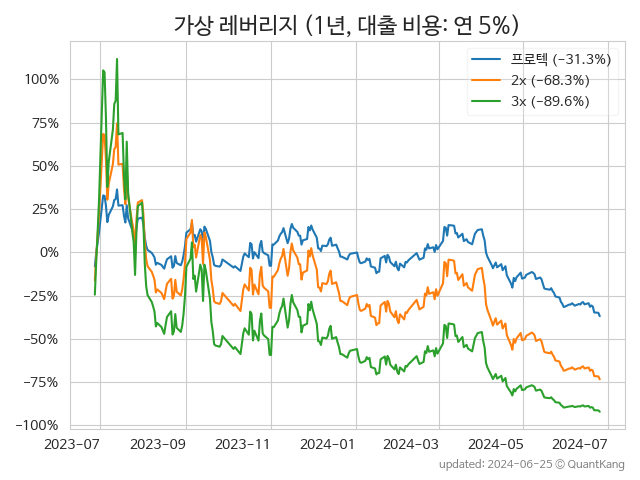 가상 레버리지 (1년, 대출 비용: 연 5%)
프로텍 (−31.3%)
2x (−68.3%)
3x (−89.6%)
100%
75%
50%
25%
0%
−25%
−50%
−75%
−100%
2023-07 2023-09 2023-11 2024-01 2024-03 2024-05 2024-07
updated: 2024-06-25 © QuantKang